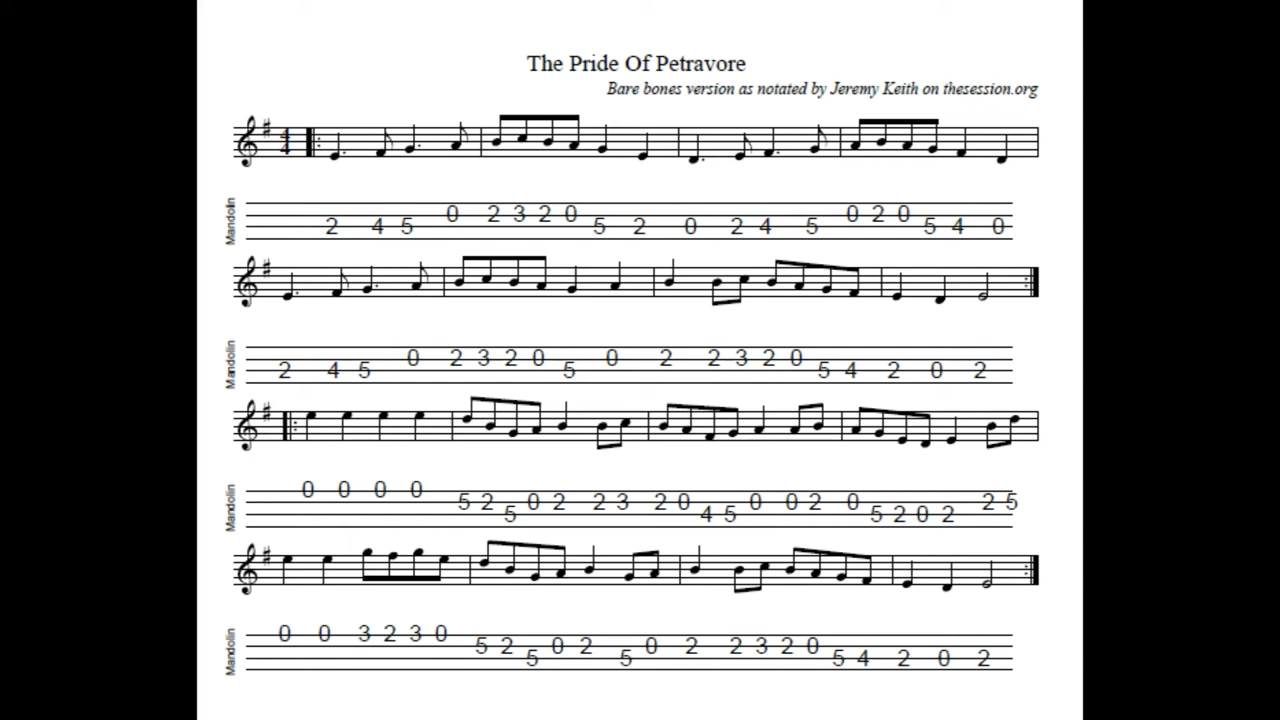 The Pride Of Petravore
Bare bones version as notated by Jeremy Keith on thesession.org
4 4
Mandolin
2 4 5 0 2 3 2 0 5 2 0 2 4 5 0 2 0 5 4 0
Mandolin
2 4 5 0 2 3 2 0 5 0 2 2 3 2 0 5 4 2 0 2
Mandolin
0 0 0 0 5 2 5 0 2 2 3 2 0 4 5 0 0 2 0 5 2 0 2 2 5
Mandolin
0 0 3 2 3 0 5 2 5 0 2 5 0 2 2 3 2 0 5 4 2 0 2